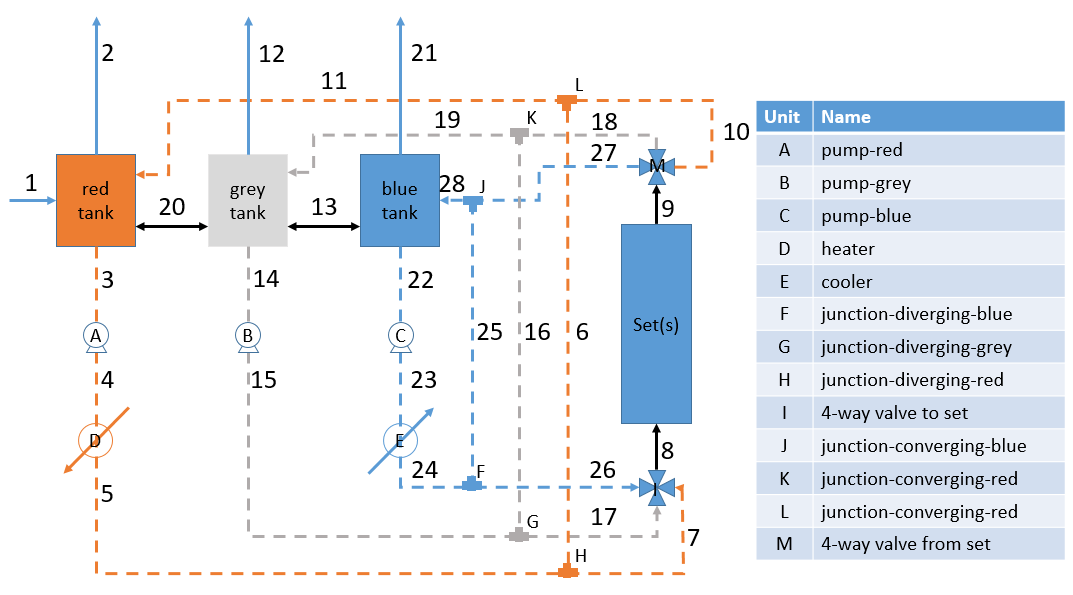 2
12
21
11
L
K
19
18
10
27
M
1
red
tank
grey
tank
blue
tank
28
J
20
13
9
3
14
22
Set(s)
A
B
C
25
16
6
4
15
23
D
E
8
5
24
F
26
I
G
17
7
H
Unit Name
A pump-red
B pump-grey
C pump-blue
D heater
E cooler
F junction-diverging-blue
G junction-diverging-grey
H junction-diverging-red
I 4-way valve to set
J junction-converging-blue
K junction-converging-red
L junction-converging-red
M 4-way valve from set